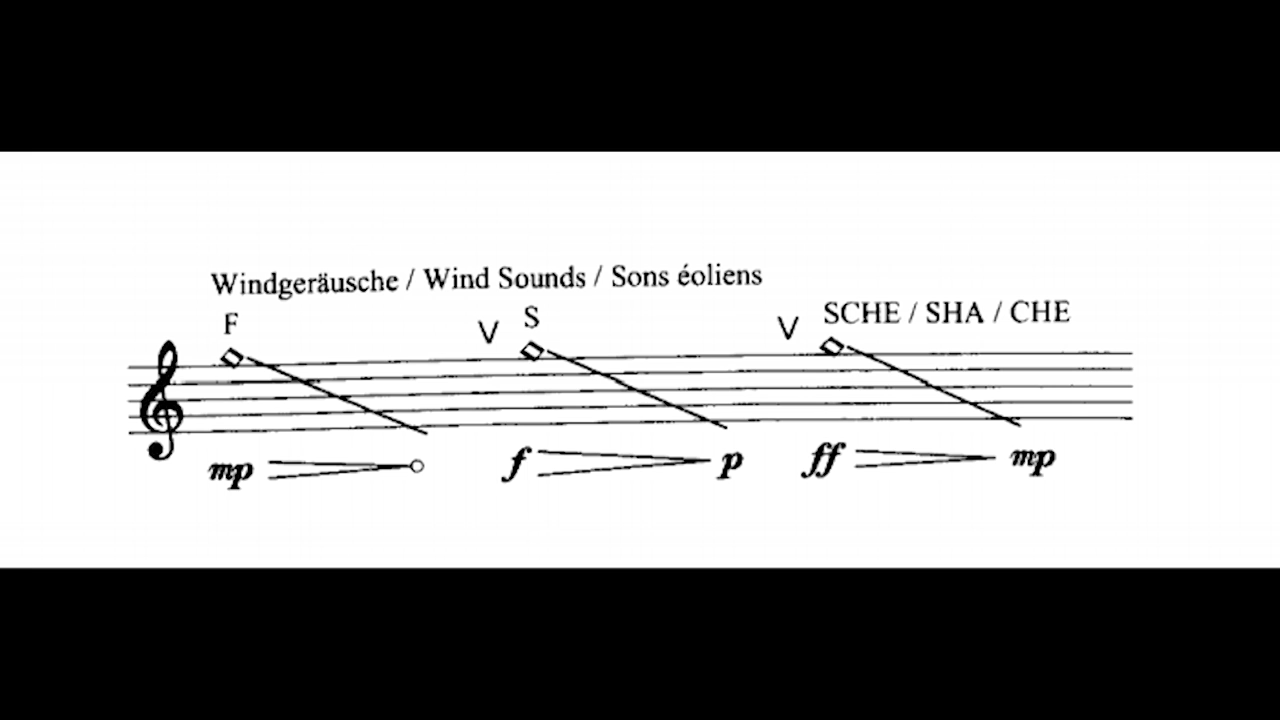 Windgeräusche / Wind Sounds / Sons éoliens
F V S V SCHE / SHA / CHE
mp f p ff mp